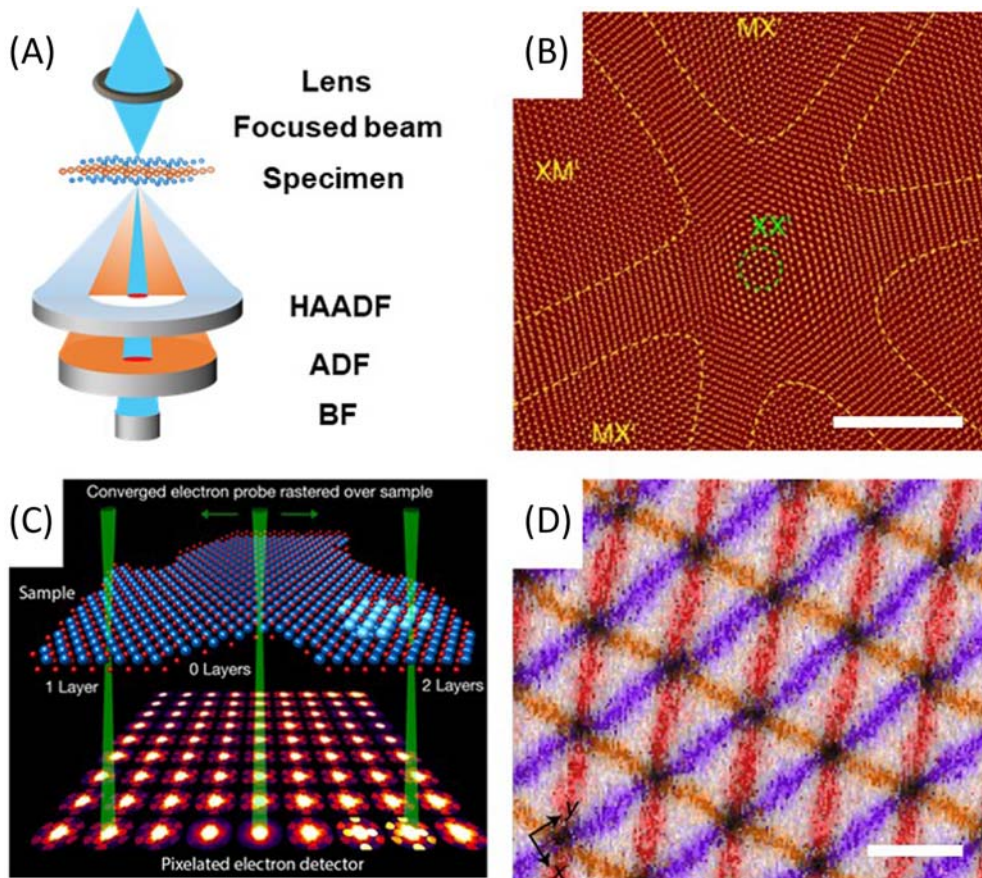 (A)
Lens
Focused beam
Specimen
HAADF
ADF
BF
(B)
MX'
XM'
XX'
MX'
(C)
Converged electron probe rastered over sample
Sample
1 Layer
0 Layers
2 Layers
Pixelated electron detector
(D)
y
x